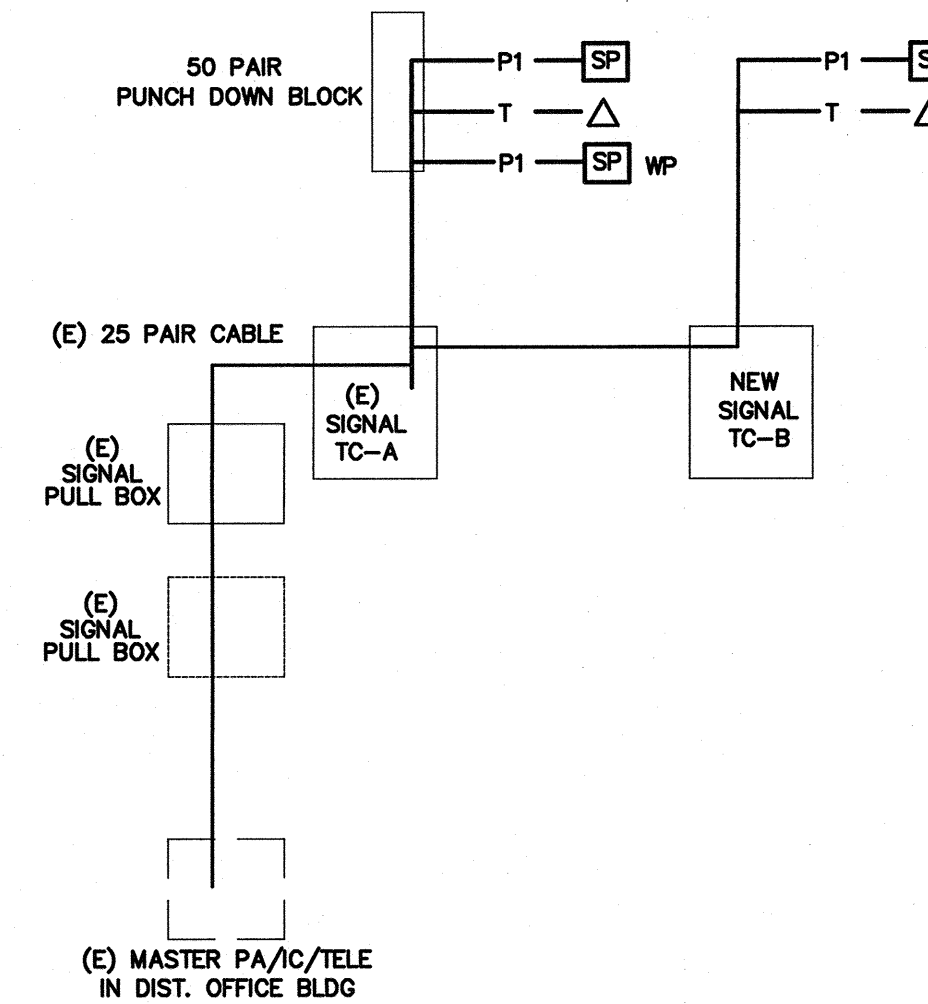 50 PAIR
PUNCH DOWN BLOCK
P1 SP
T
P1 SP WP
P1
T
(E) 25 PAIR CABLE
(E)
SIGNAL
TC-A
NEW
SIGNAL
TC-B
(E)
SIGNAL
PULL BOX
(E)
SIGNAL
PULL BOX
(E) MASTER PA/IC/TELE
IN DIST. OFFICE BLDG